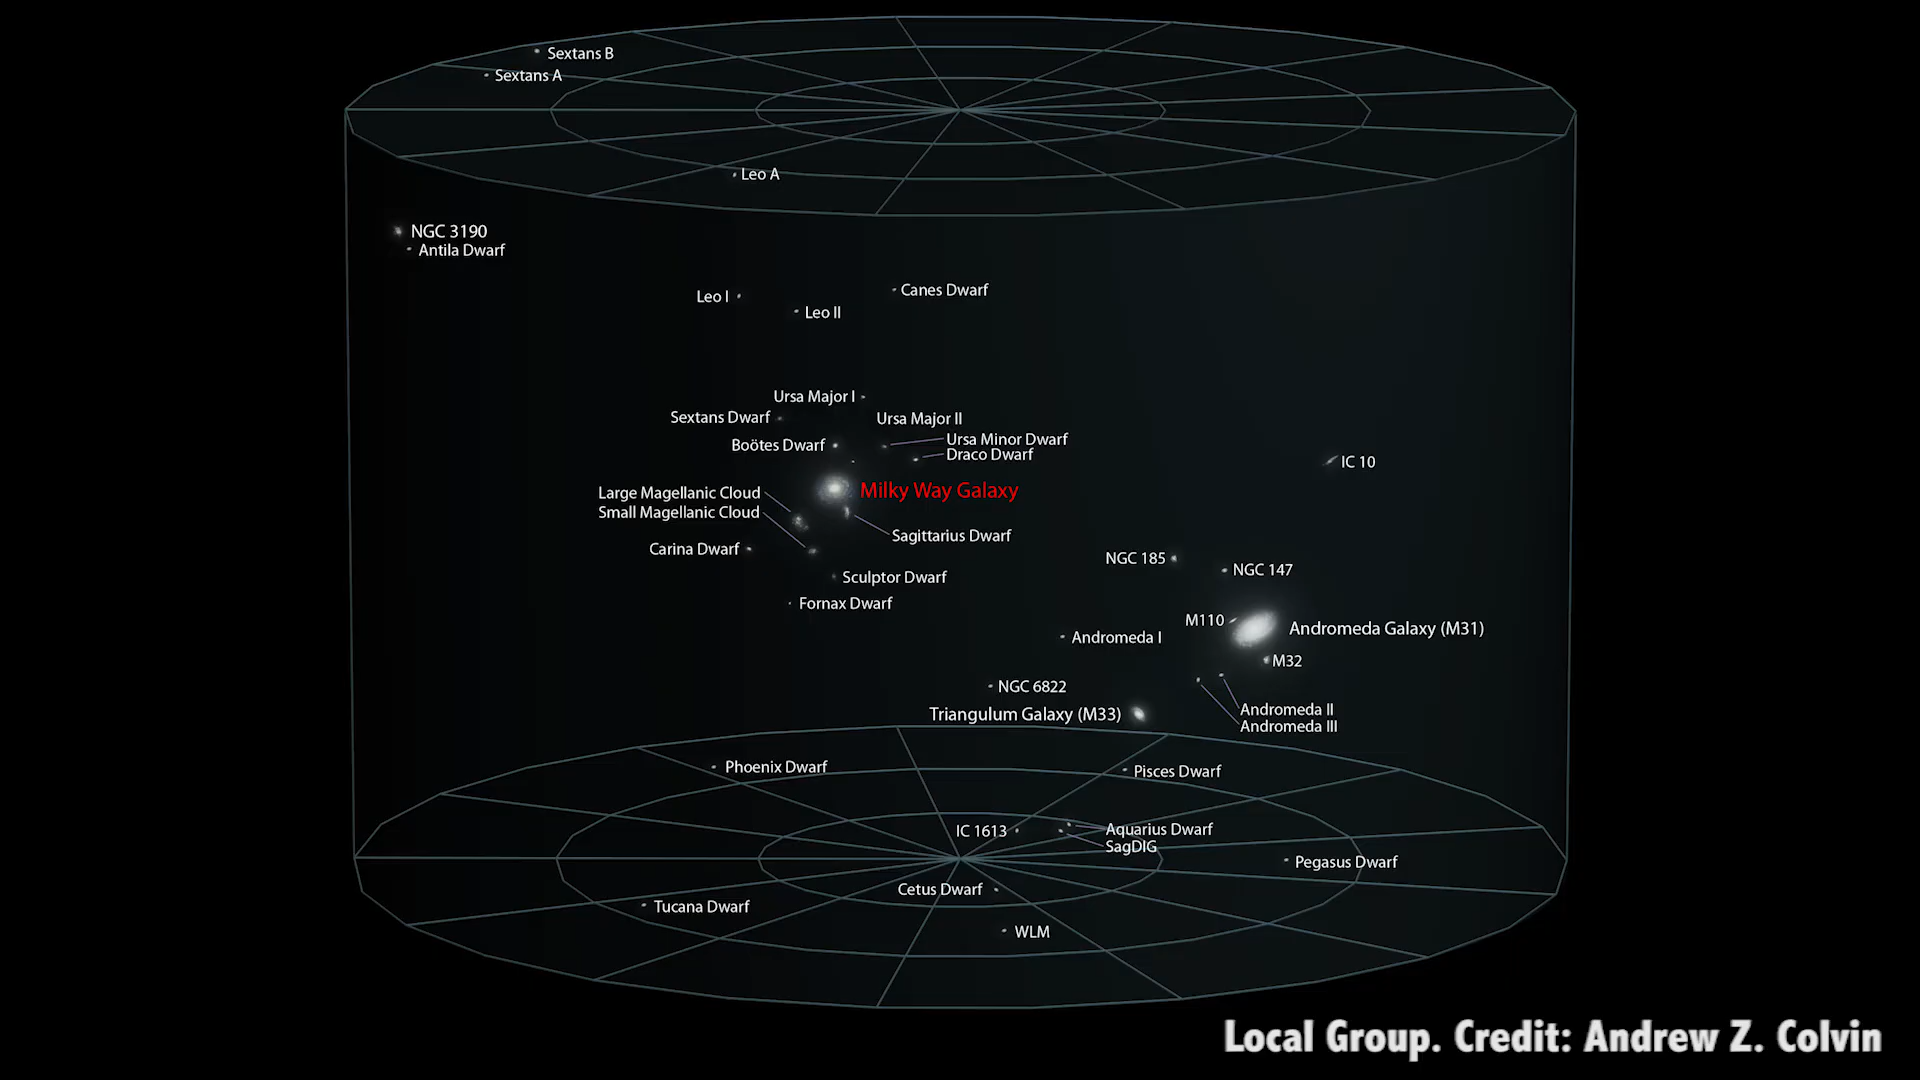 Sextans B
Sextans A
Leo A
NGC 3190
Antila Dwarf
Canes Dwarf
Leo I
Leo II
Ursa Major I
Sextans Dwarf
Ursa Major II
Boötes Dwarf
Ursa Minor Dwarf
Draco Dwarf
IC 10
Milky Way Galaxy
Large Magellanic Cloud
Small Magellanic Cloud
Sagittarius Dwarf
Carina Dwarf
NGC 185
NGC 147
Sculptor Dwarf
Fornax Dwarf
M110
Andromeda Galaxy (M31)
Andromeda I
M32
NGC 6822
Andromeda II
Triangulum Galaxy (M33)
Andromeda III
Phoenix Dwarf
Pisces Dwarf
IC 1613
Aquarius Dwarf
SagDIG
Pegasus Dwarf
Cetus Dwarf
Tucana Dwarf
WLM
Local Group. Credit: Andrew Z. Colvin